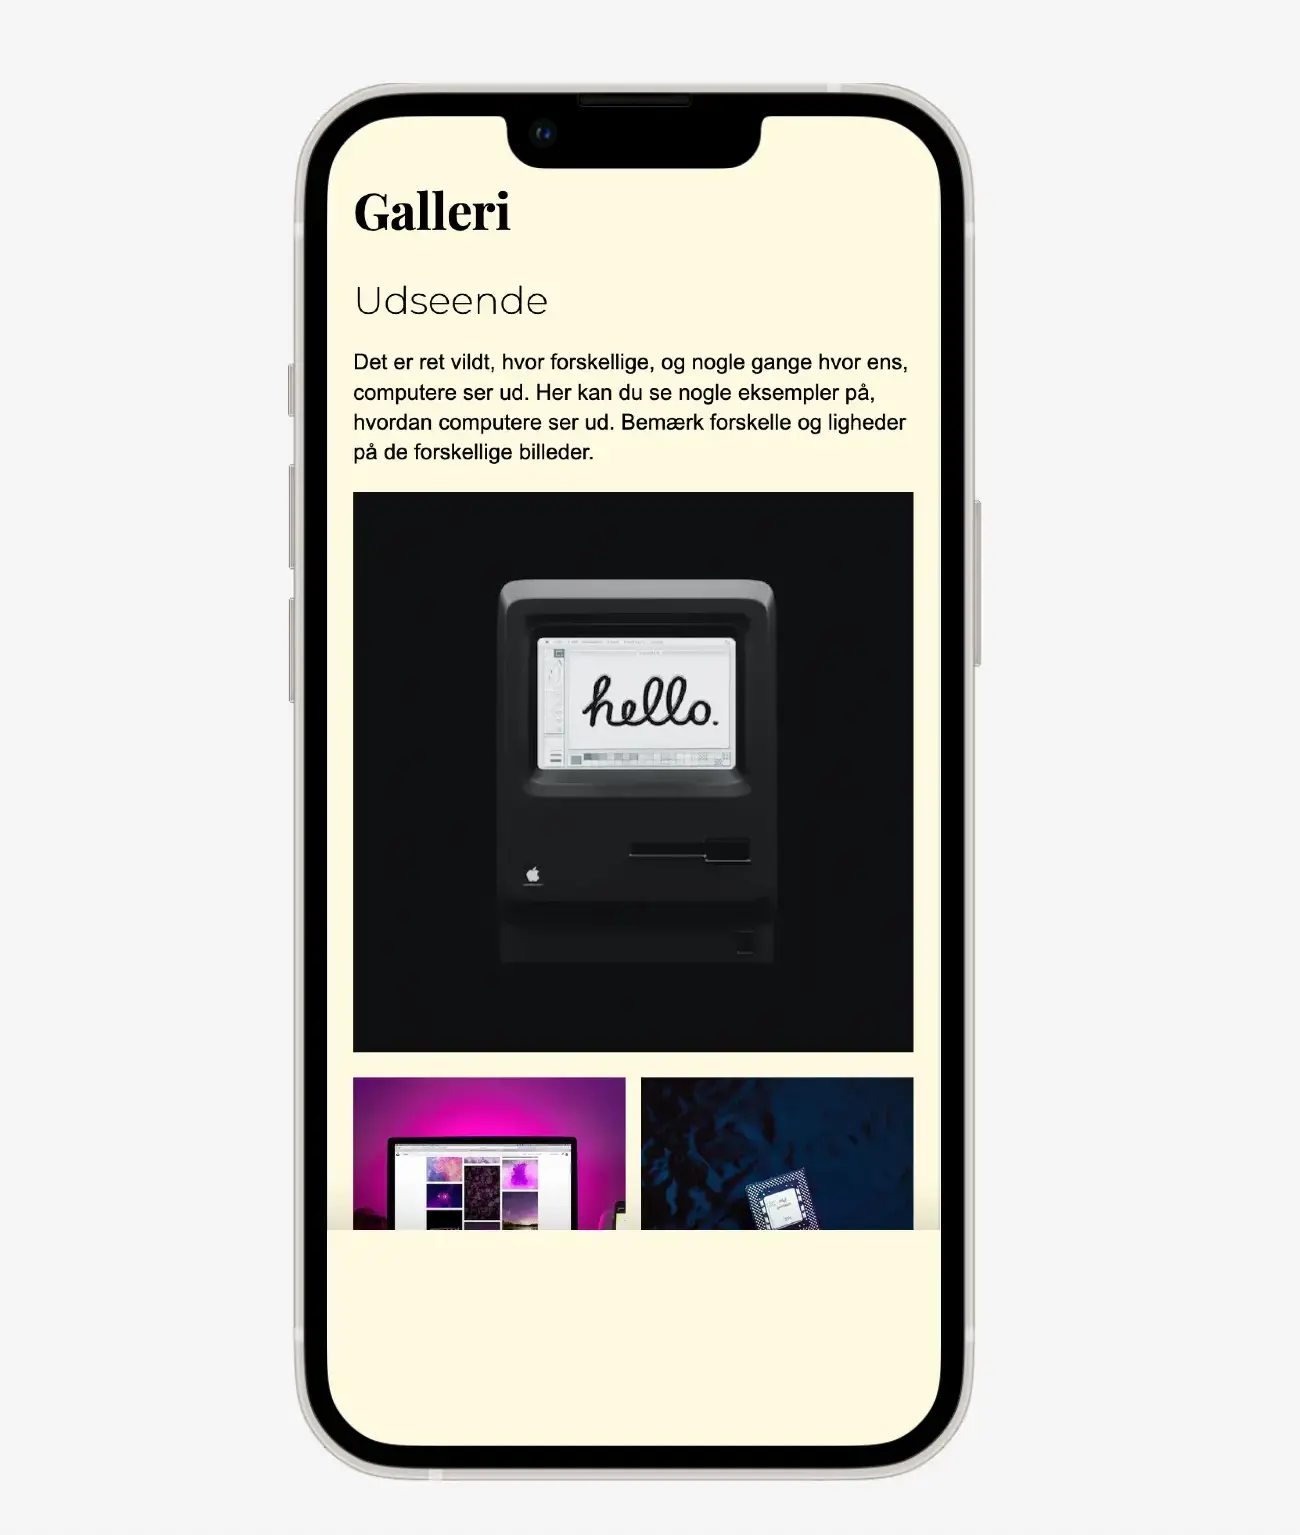 Galleri
Udseende
Det er ret vildt, hvor forskellige, og nogle gange hvor ens,
computere ser ud. Her kan du se nogle eksempler på,
hvordan computere ser ud. Bemærk forskelle og ligheder
på de forskellige billeder.
hello.